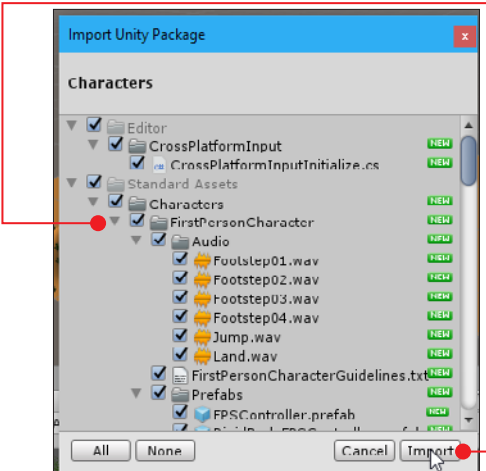 Import Unity Package
x
Characters
Editor
CrossPlatformInput NEW
CrossPlatformInputInitialize.cs NEW
Standard Assets
Characters NEW
FirstPersonCharacter NEW
Audio NEW
Footstep01.wav NEW
Footstep02.wav NEW
Footstep03.wav NEW
Footstep04.wav NEW
Jump.wav NEW
Land.wav NEW
FirstPersonCharacterGuidelines.txt NEW
Prefabs NEW
FPSController.prefab NEW
All None Cancel Import